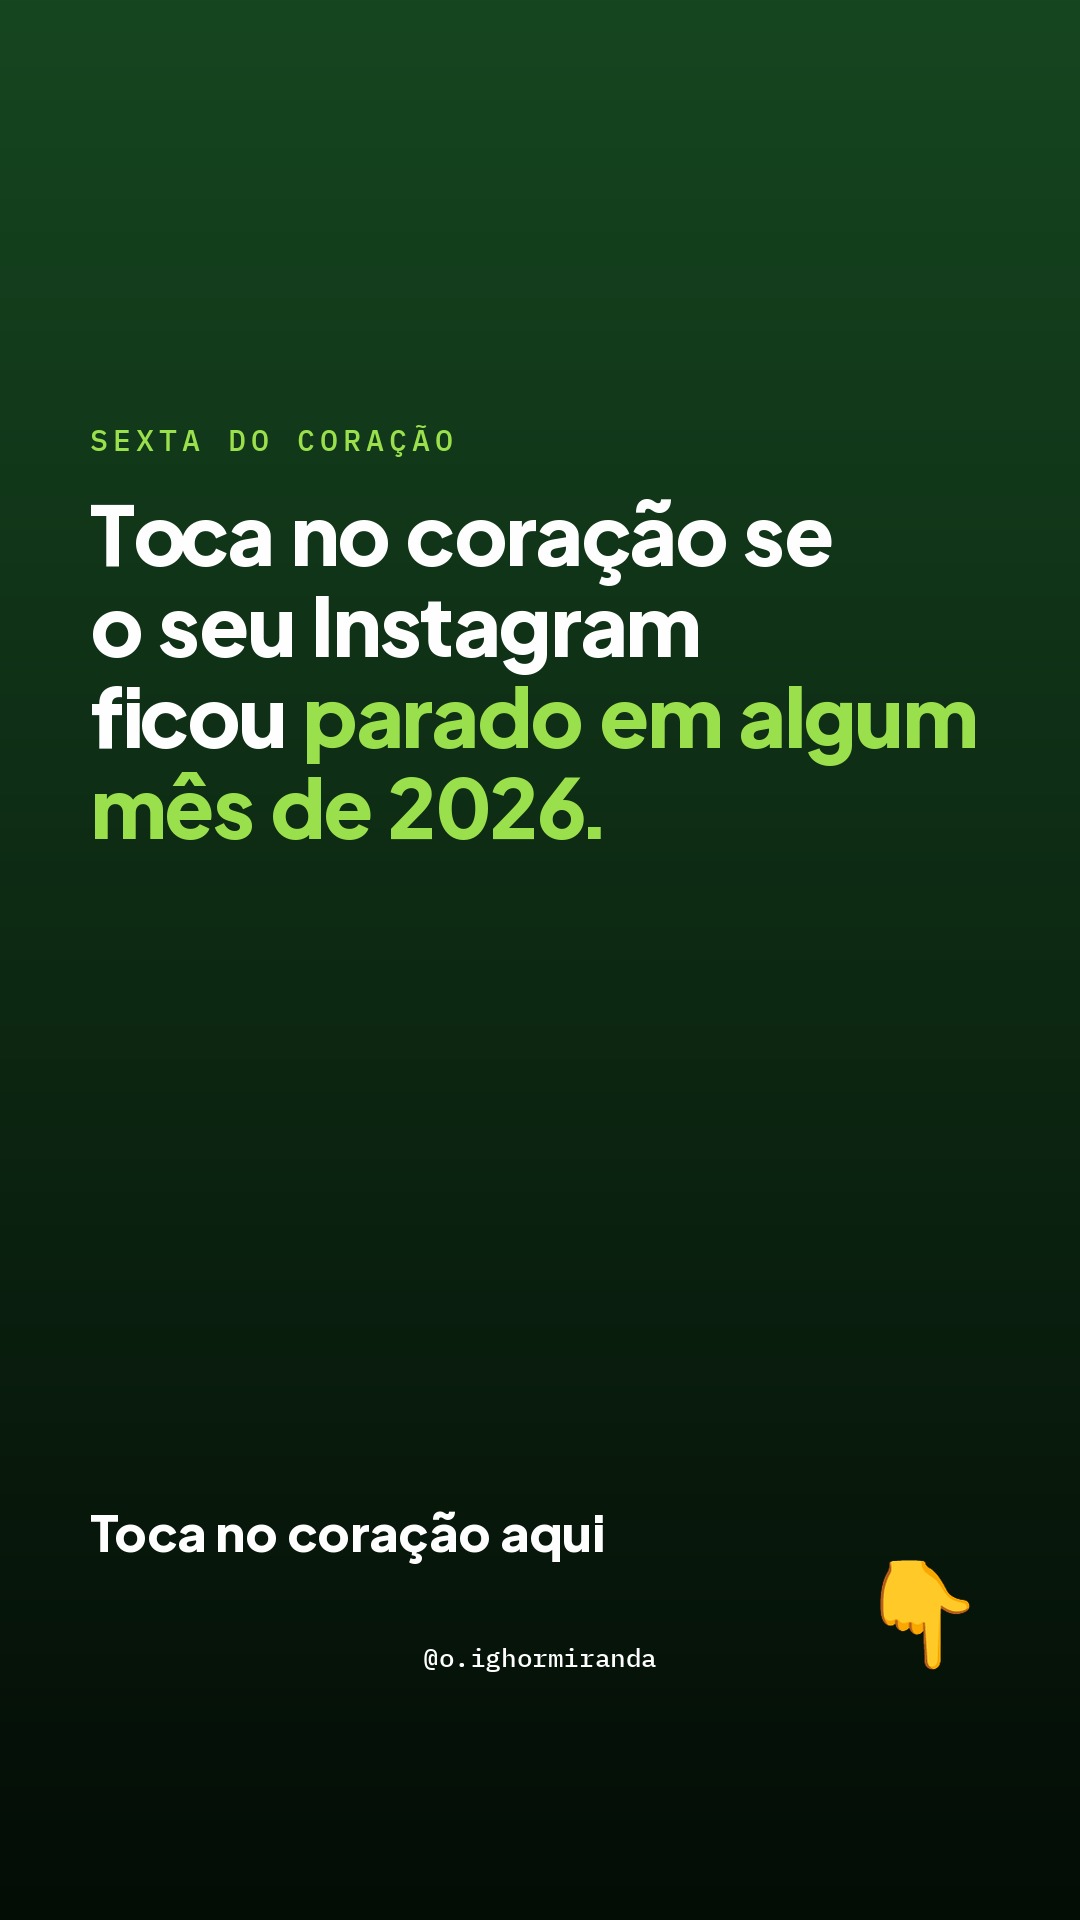 SEXTA DO CORAÇÃO
Toca no coração se
o seu Instagram
ficou parado em algum
mês de 2026.
Toca no coração aqui
@o.ighormiranda